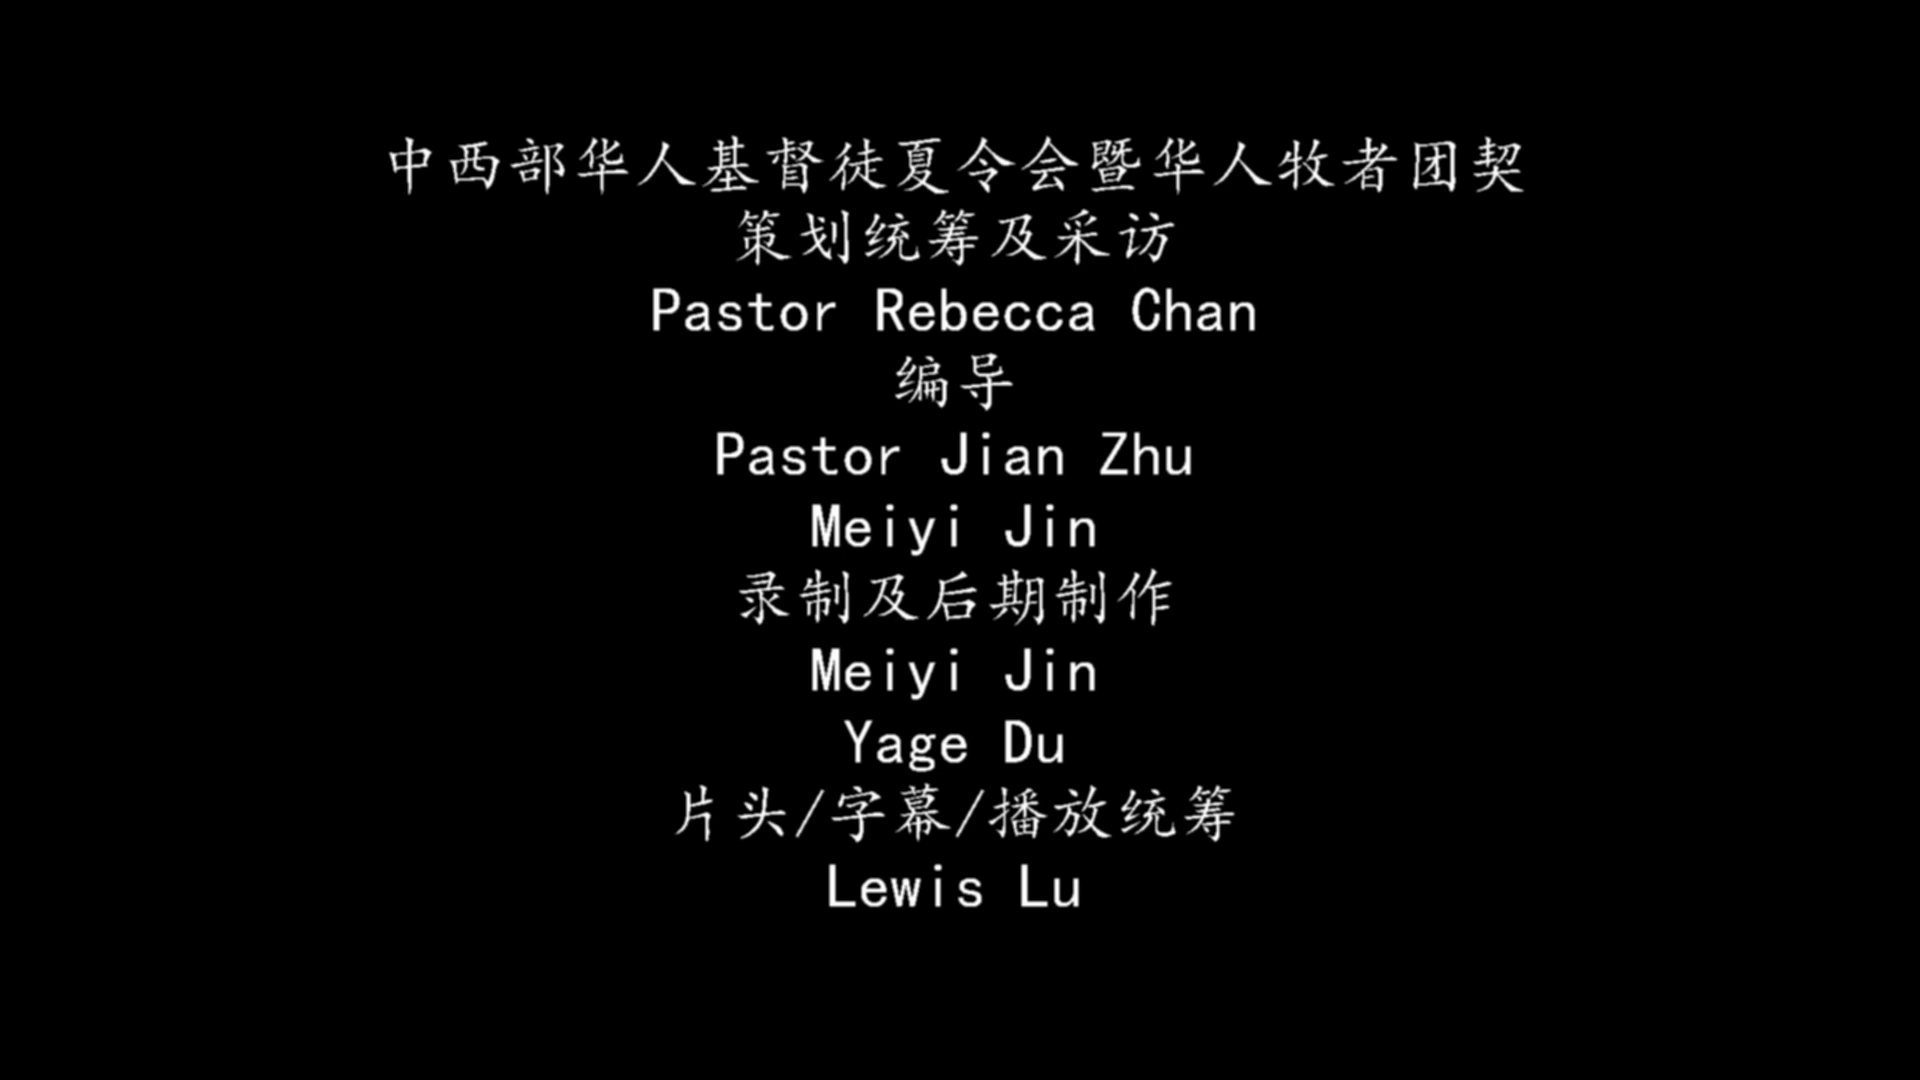 中西部华人基督徒夏令会暨华人牧者团契
策划统筹及采访
Pastor Rebecca Chan
编导
Pastor Jian Zhu
Meiyi Jin
录制及后期制作
Meiyi Jin
Yage Du
片头/字幕/播放统筹
Lewis Lu